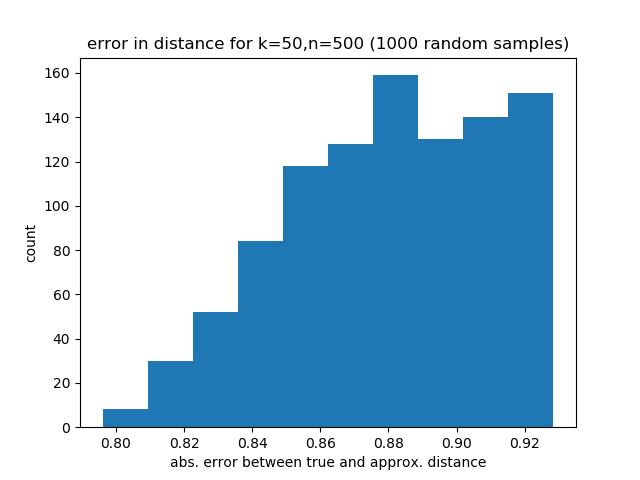 error in distance for k=50,n=500 (1000 random samples)
160
140
120
100
80
60
40
20
0
count
0.80 0.82 0.84 0.86 0.88 0.90 0.92
abs. error between true and approx. distance